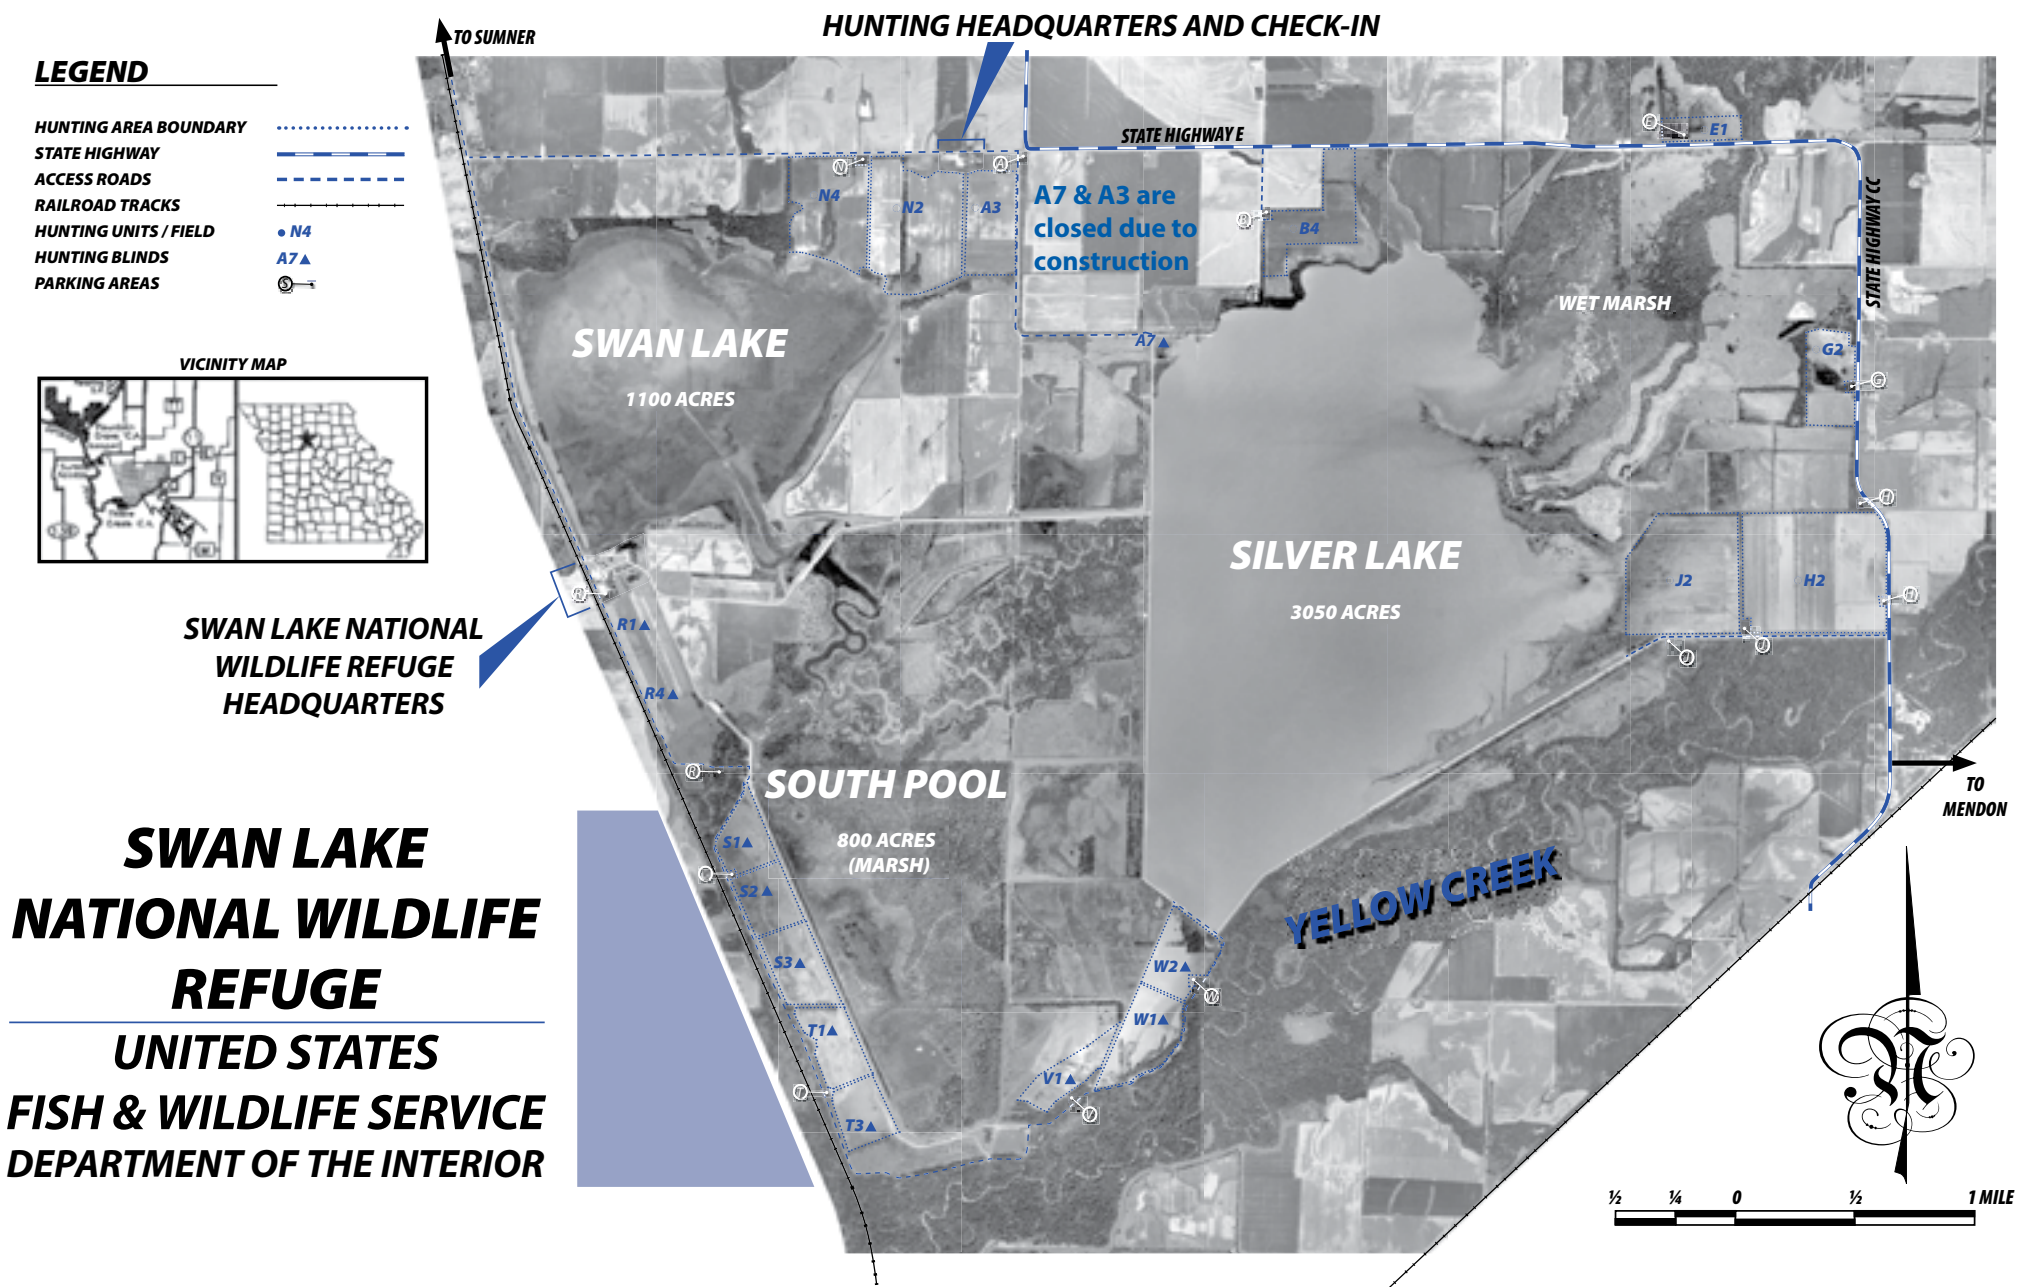 HUNTING HEADQUARTERS AND CHECK-IN
TO SUMNER
LEGEND
HUNTING AREA BOUNDARY
STATE HIGHWAY
ACCESS ROADS
RAILROAD TRACKS
HUNTING UNITS / FIELD
N4
HUNTING BLINDS
A7
PARKING AREAS
S
VICINITY MAP
SWAN LAKE NATIONAL
WILDLIFE REFUGE
HEADQUARTERS
SWAN LAKE
NATIONAL WILDLIFE
REFUGE
UNITED STATES
FISH & WILDLIFE SERVICE
DEPARTMENT OF THE INTERIOR
STATE HIGHWAY E
E
E1
STATE HIGHWAY CC
N
A
N4
N2
A3
A7 & A3 are
closed due to
construction
B4
WET MARSH
SWAN LAKE
1100 ACRES
A7
G2
G
H
SILVER LAKE
3050 ACRES
J2
H2
H
J
J
R1
R4
R
SOUTH POOL
800 ACRES
(MARSH)
S1
S2
S3
T1
T
T3
YELLOW CREEK
W2
W
W1
V1
V
TO
MENDON
N
½ ¼ 0 ½ 1 MILE